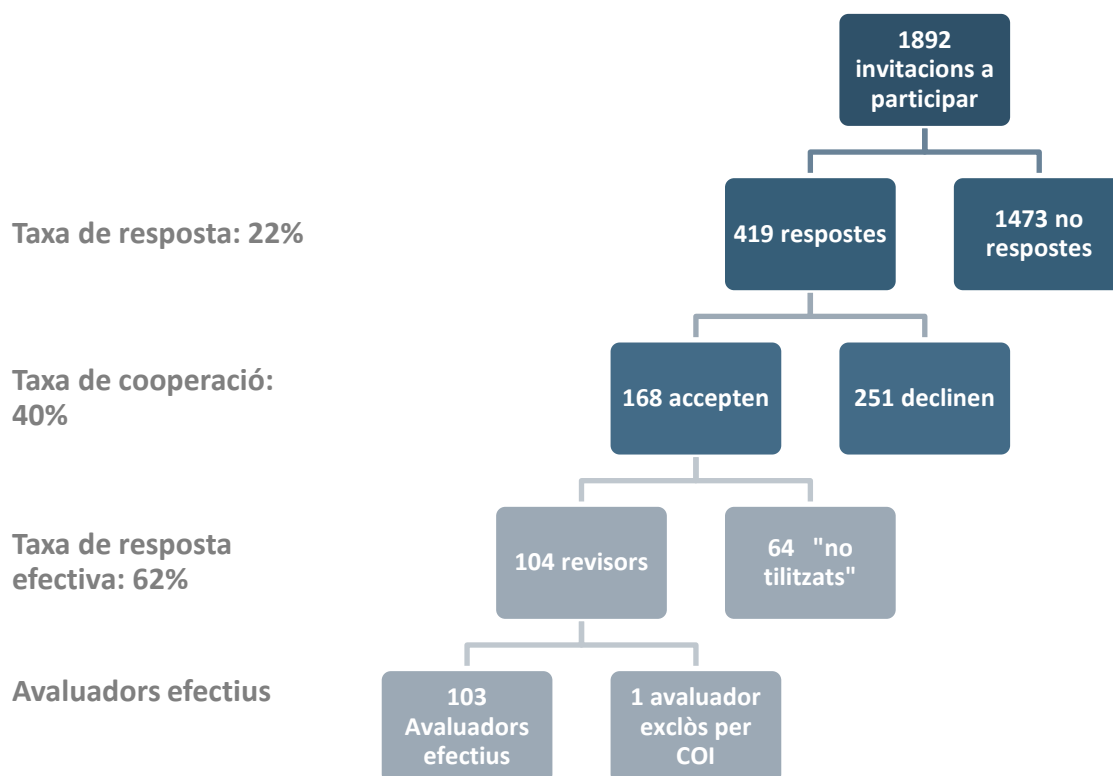 1892
invitacions a
participar
Taxa de resposta: 22%
419 respostes
1473 no
respostes
Taxa de cooperació:
40%
168 accepten
251 declinen
Taxa de resposta
efectiva: 62%
104 revisors
64 "no
tilitzats"
Avaluadors efectius
103
Avaluadors
efectius
1 avaluador
exclòs per
COI